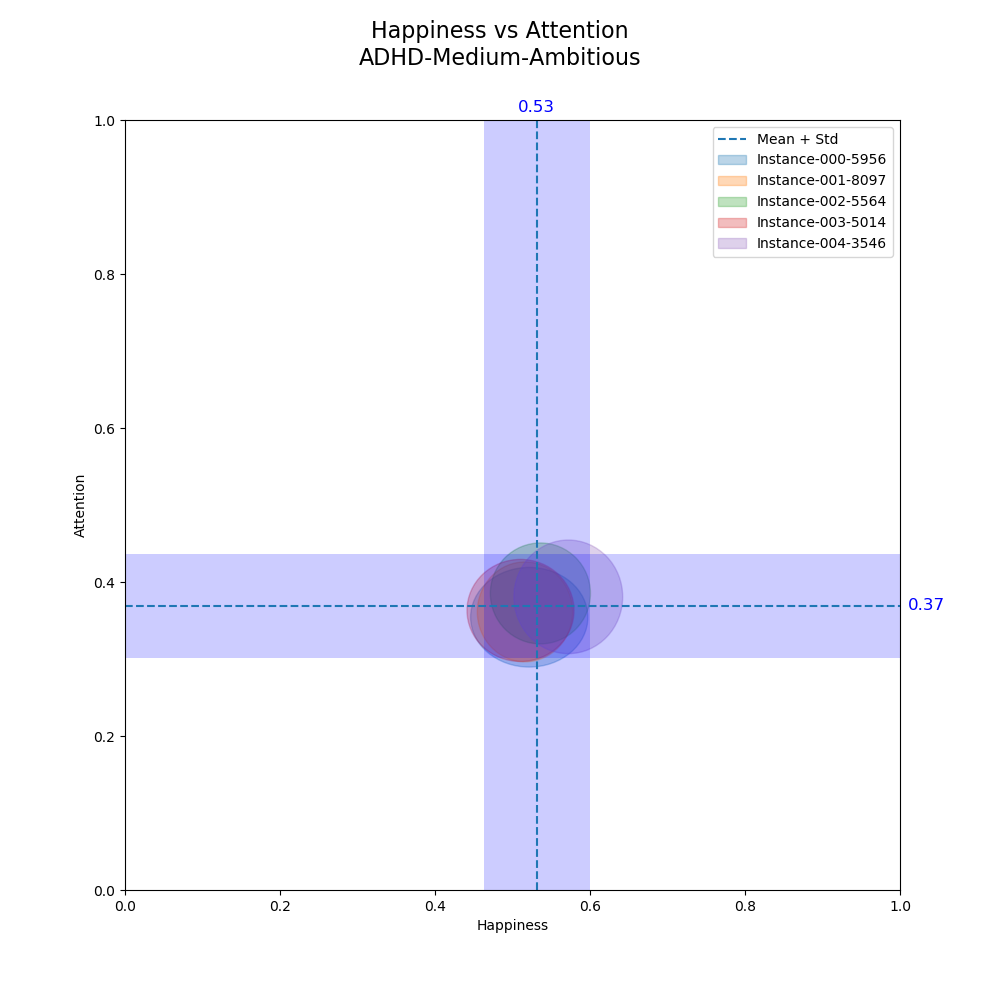 Happiness vs Attention
ADHD-Medium-Ambitious
0.53
1.0
Mean + Std
Instance-000-5956
Instance-001-8097
Instance-002-5564
Instance-003-5014
Instance-004-3546
0.8
0.6
Attention
0.4
0.37
0.2
0.0
0.0 0.2 0.4 0.6 0.8 1.0
Happiness